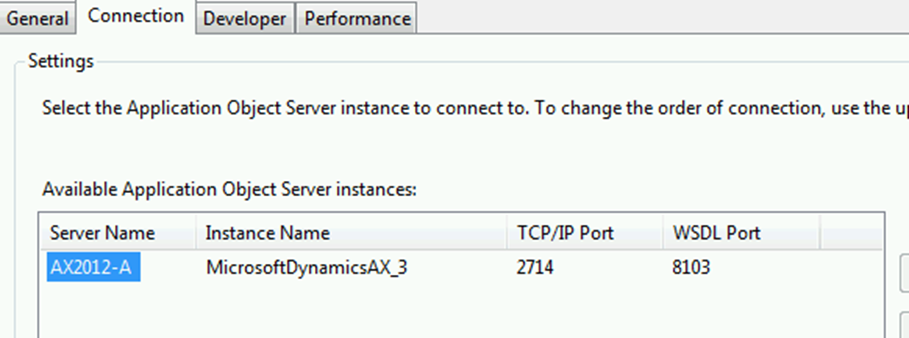 General Connection Developer Performance
Settings
Select the Application Object Server instance to connect to. To change the order of connection, use the
Available Application Object Server instances:
Server Name Instance Name TCP/IP Port WSDL Port
AX2012-A MicrosoftDynamicsAX_3 2714 8103